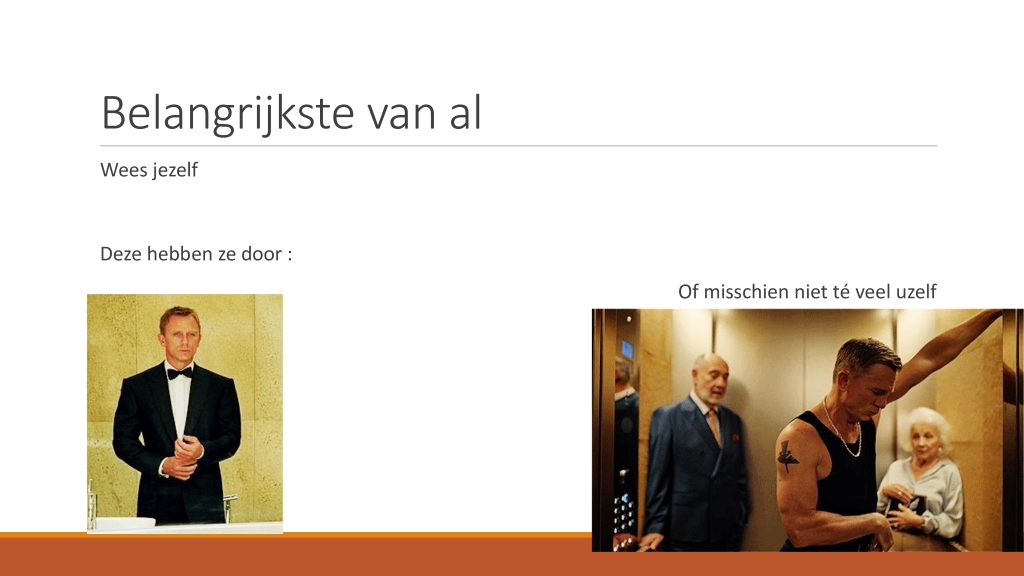 Belangrijkste van al
Wees jezelf
Deze hebben ze door :
Of misschien niet té veel uzelf